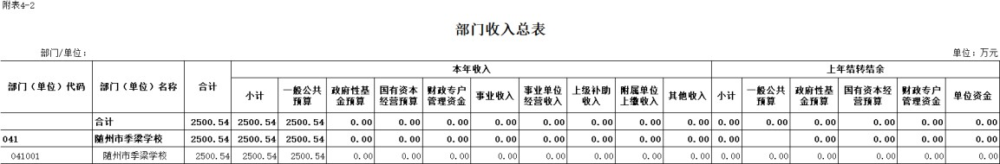 附表4-2
部门收入总表
部门/单位: 单位: 万元
部门（单位）代码 部门（单位）名称 合计 本年收入 上年结转结余
小计 一般公共预算 政府性基金预算 国有资本经营预算 财政专户管理资金 事业收入 事业单位经营收入 上级补助收入 附属单位上缴收入 其他收入 小计 一般公共预算 政府性基金预算 国有资本经营预算 财政专户管理资金 单位资金
合计 2500.54 2500.54 2500.54 0.00 0.00 0.00 0.00 0.00 0.00 0.00 0.00 0.00 0.00 0.00 0.00 0.00
041 随州市季梁学校 2500.54 2500.54 2500.54 0.00 0.00 0.00 0.00 0.00 0.00 0.00 0.00 0.00 0.00 0.00 0.00 0.00
041001 随州市季梁学校 2500.54 2500.54 2500.54 0.00 0.00 0.00 0.00 0.00 0.00 0.00 0.00 0.00 0.00 0.00 0.00 0.00